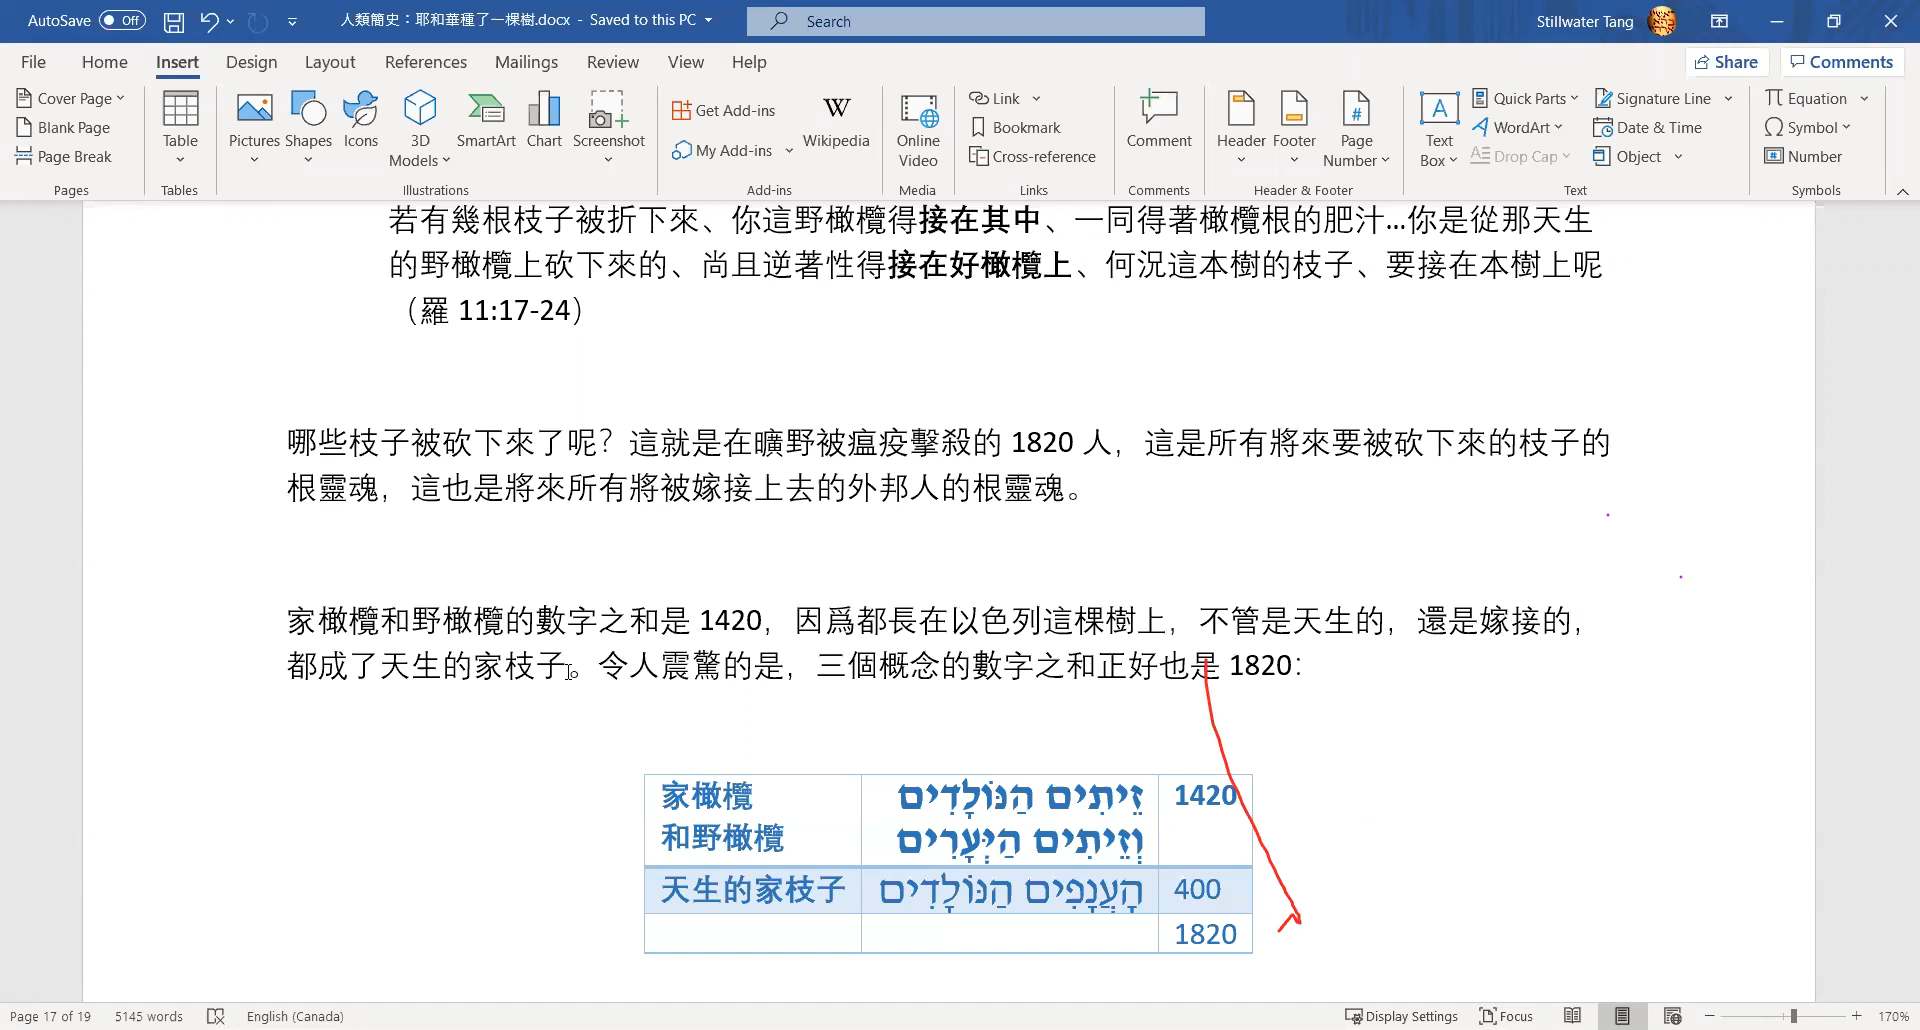 AutoSave Off 人類簡史：耶和華種了一棵樹.docx - Saved to this PC Search Stillwater Tang
File Home Insert Design Layout References Mailings Review View Help Share Comments
Cover Page
Blank Page
Page Break
Pages
Table
Tables
Pictures Shapes Icons 3D Models SmartArt Chart Screenshot
Illustrations
Get Add-ins
My Add-ins
W
Wikipedia
Add-ins
Online Video
Media
Link
Bookmark
Cross-reference
Links
Comment
Comments
Header Footer Page Number
Header & Footer
Text Box
Quick Parts
WordArt
Drop Cap
Signature Line
Date & Time
Object
Text
Equation
Symbol
Number
Symbols
若有幾根枝子被折下來、你這野橄欖得接在其中、一同得著橄欖根的肥汁...你是從那天生
的野橄欖上砍下來的、尚且逆著性得接在好橄欖上、何況這本樹的枝子、要接在本樹上呢
（羅 11:17-24）
哪些枝子被砍下來了呢？這就是在曠野被瘟疫擊殺的 1820 人，這是所有將來要被砍下來的枝子的
根靈魂，這也是將來所有將被嫁接上去的外邦人的根靈魂。
家橄欖和野橄欖的數字之和是 1420，因爲都長在以色列這棵樹上，不管是天生的，還是嫁接的，
都成了天生的家枝子。令人震驚的是，三個概念的數字之和正好也是 1820：
家橄欖 זֵיתִים הַנּוֹלָדִים 1420
和野橄欖 וְזֵיתִים הַיְּעָרִים
天生的家枝子 הָעֲנָפִים הַנּוֹלָדִים 400
1820
Page 17 of 19 5145 words English (Canada) Display Settings Focus 170%